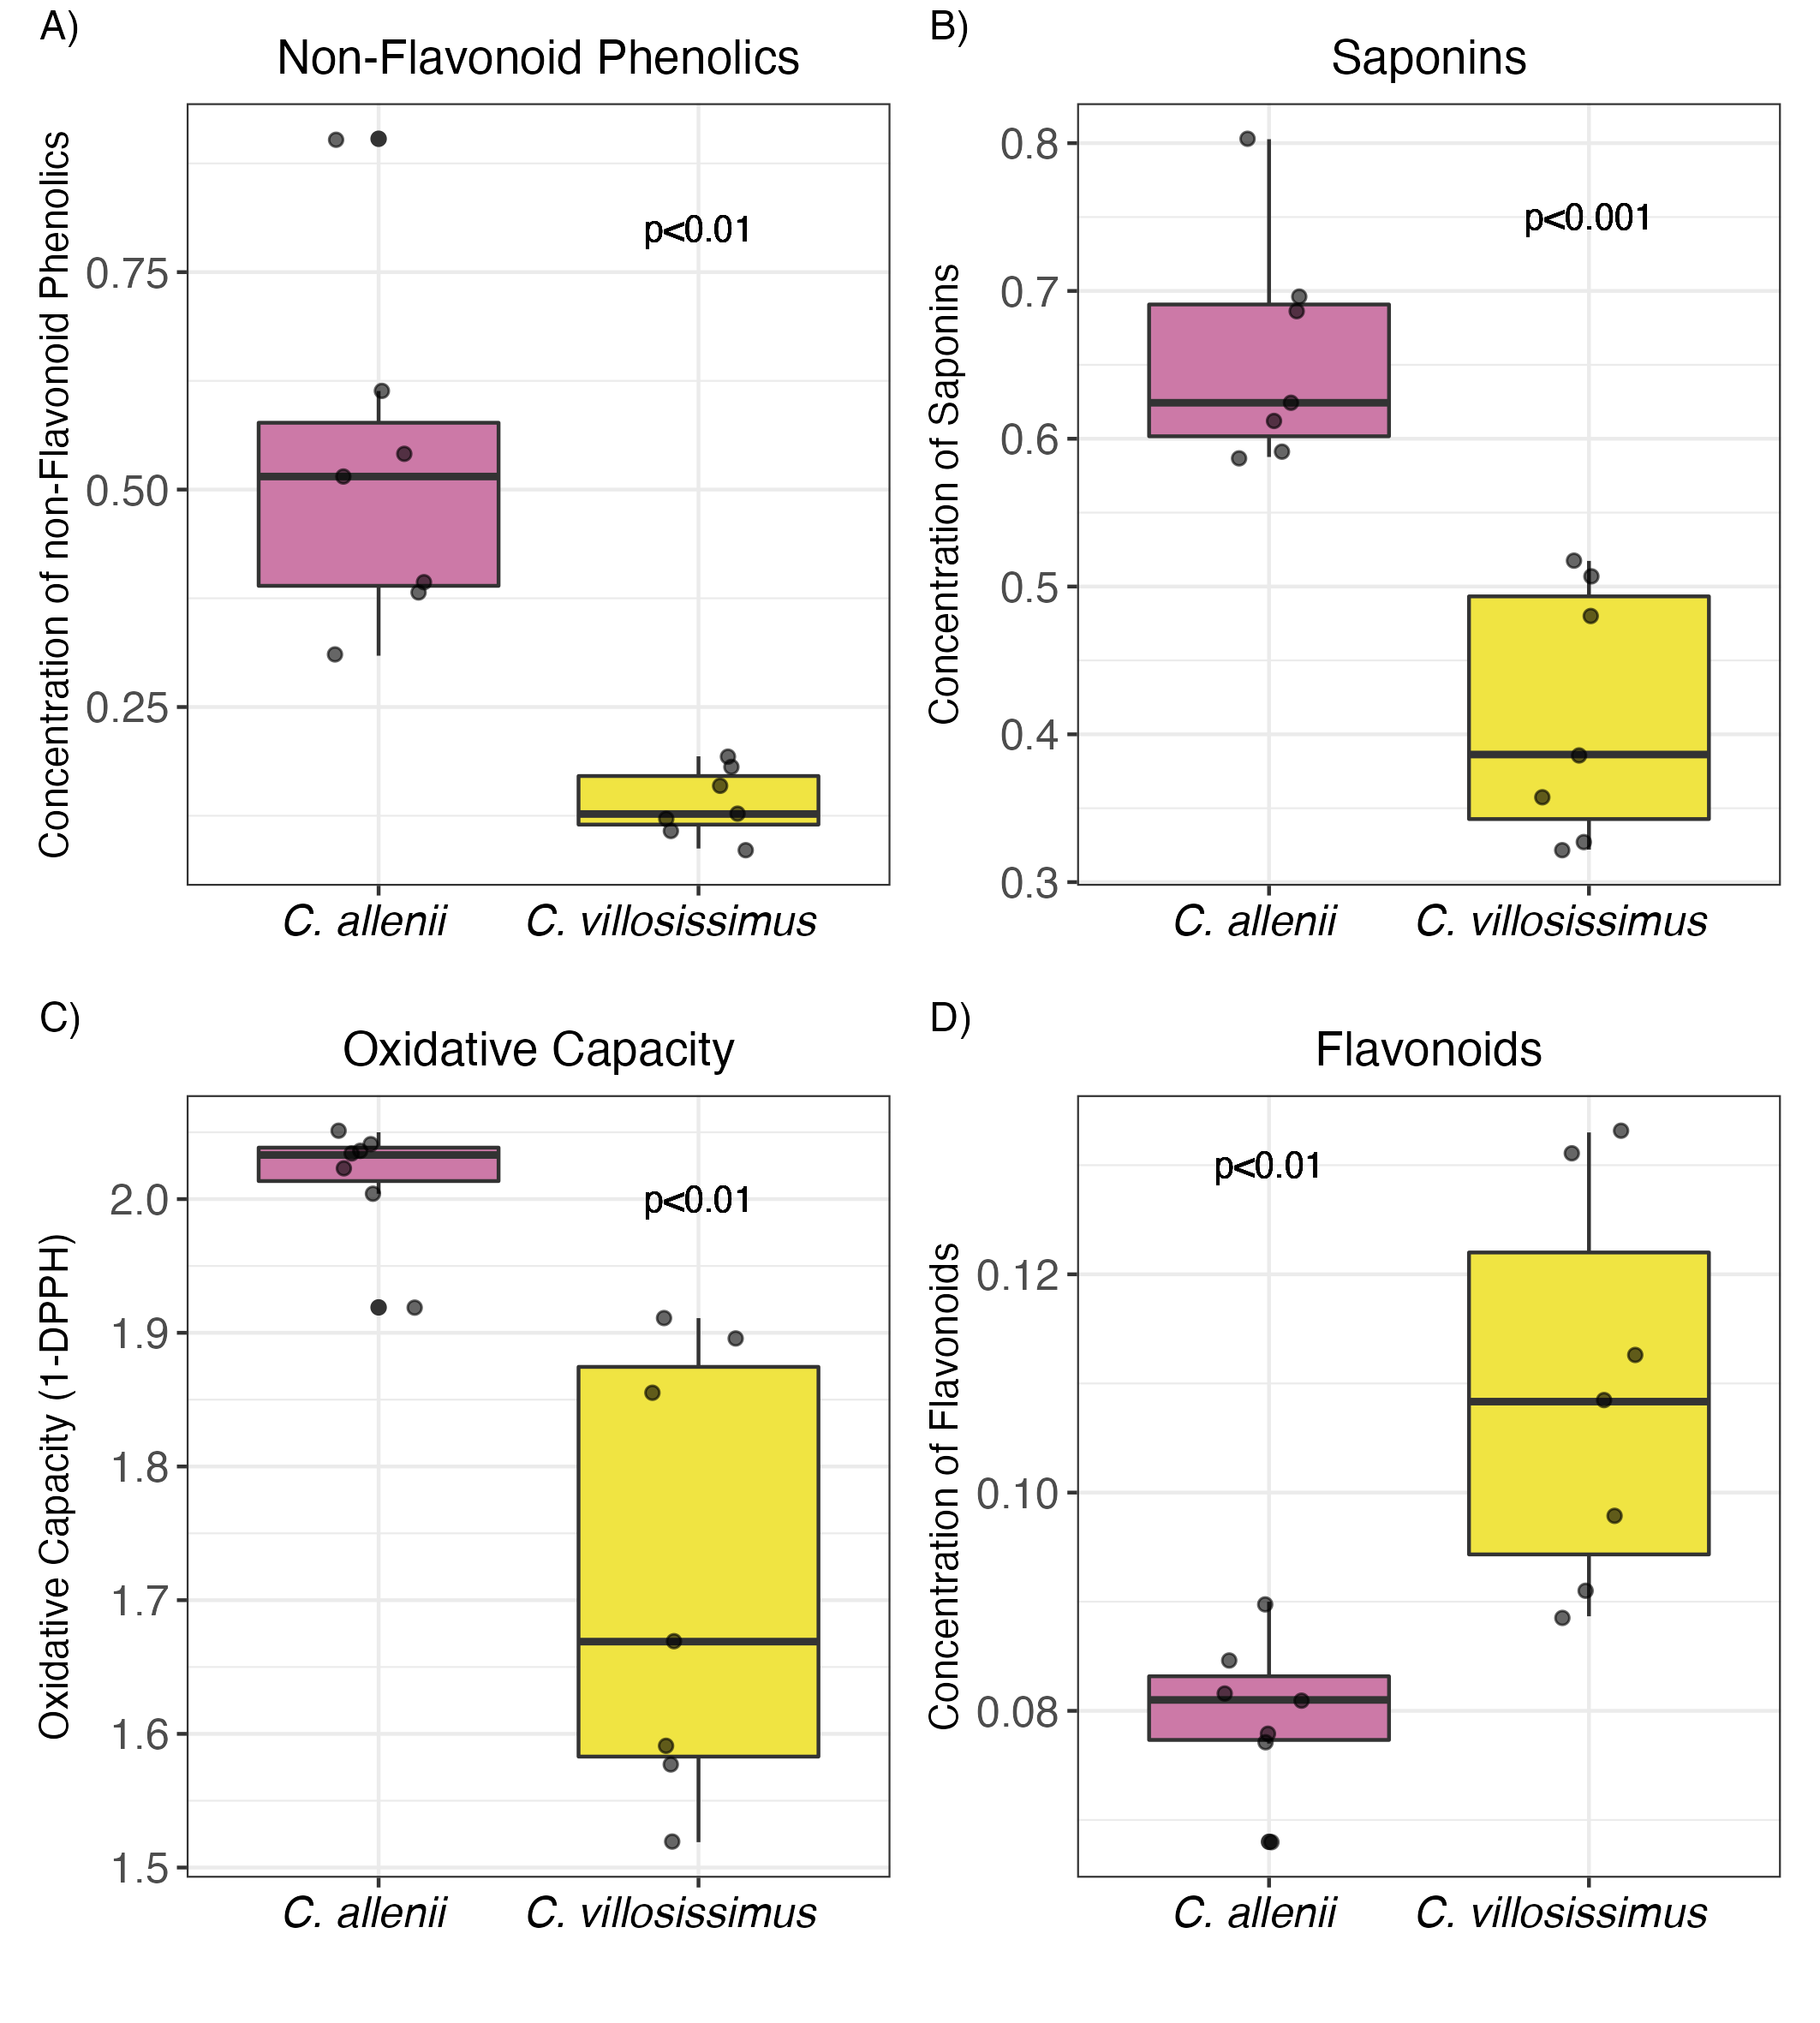 A)
Non-Flavonoid Phenolics
Concentration of non-Flavonoid Phenolics
0.75
0.50
0.25
p<0.01
C. allenii
C. villosissimus
B)
Saponins
Concentration of Saponins
0.8
0.7
0.6
0.5
0.4
0.3
p<0.001
C. allenii
C. villosissimus
C)
Oxidative Capacity
Oxidative Capacity (1-DPPH)
2.0
1.9
1.8
1.7
1.6
1.5
p<0.01
C. allenii
C. villosissimus
D)
Flavonoids
Concentration of Flavonoids
0.12
0.10
0.08
p<0.01
C. allenii
C. villosissimus